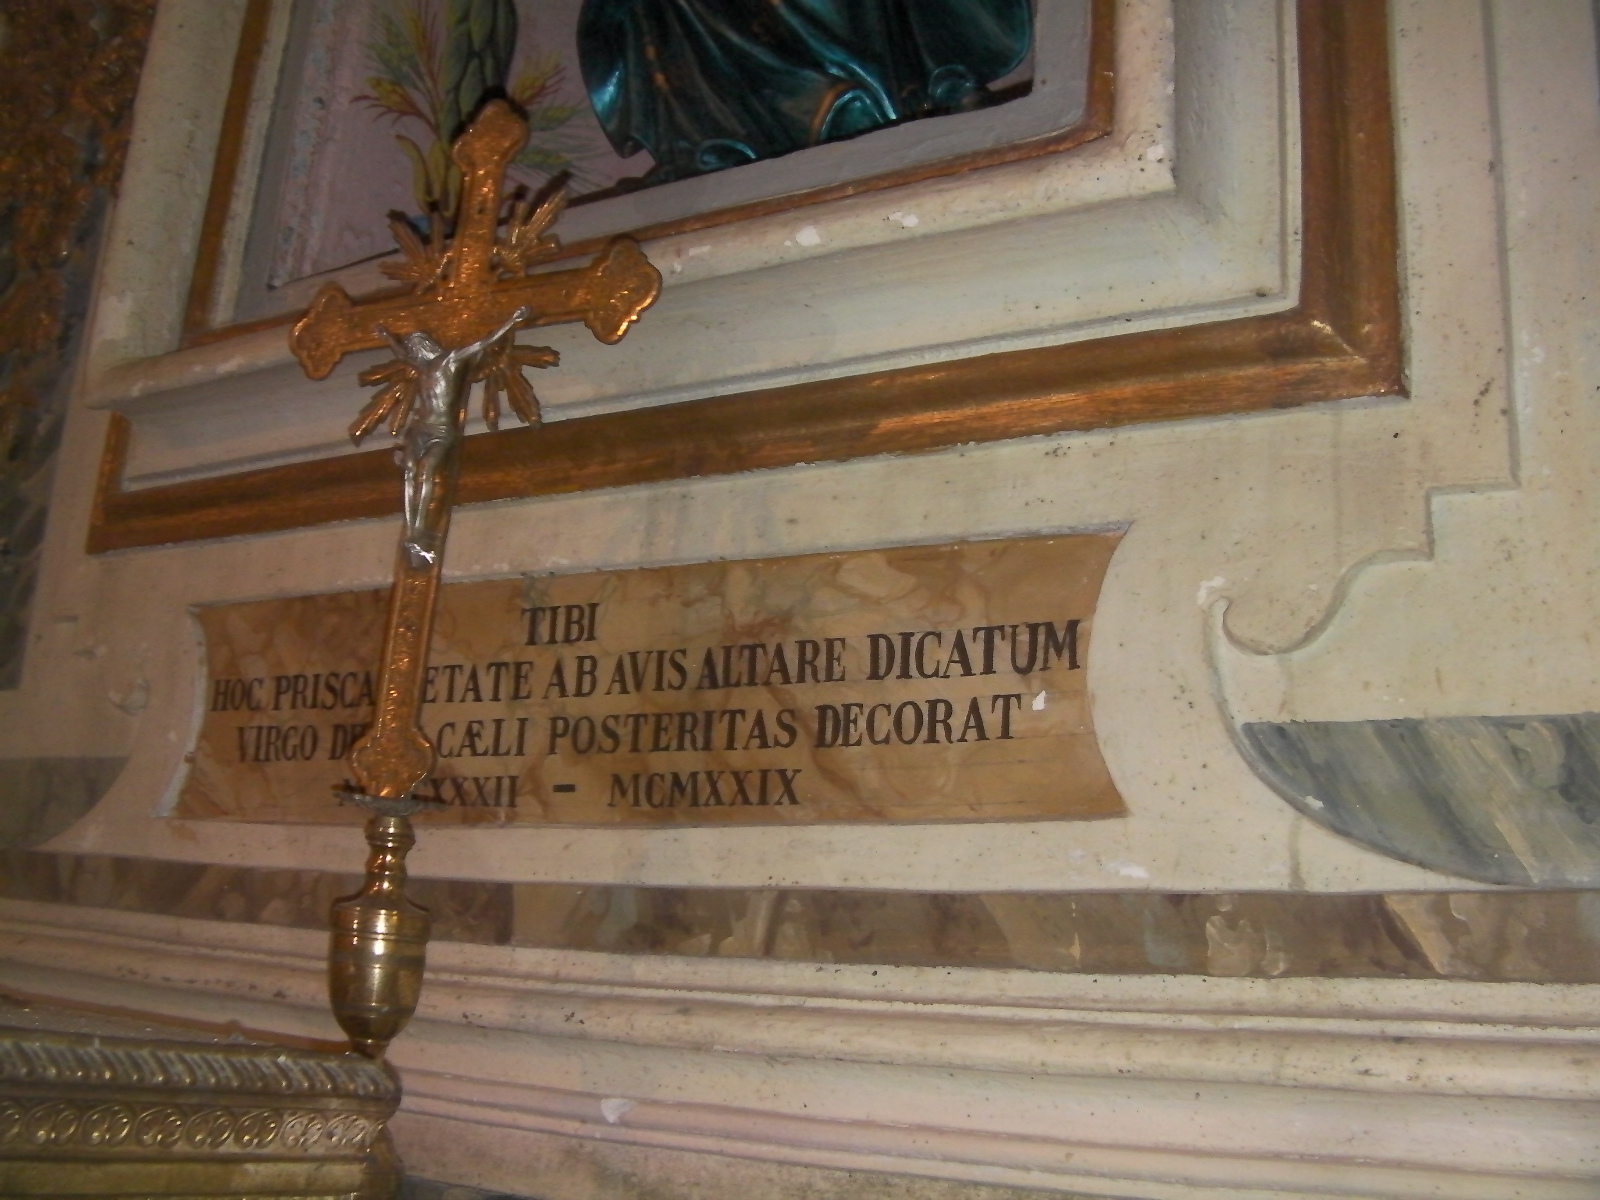 TIBI
HOC PRISCA ETATE AB AVIS ALTARE DICATUM
VIRGO CÆLI POSTERITAS DECORAT
— MCMXXIX